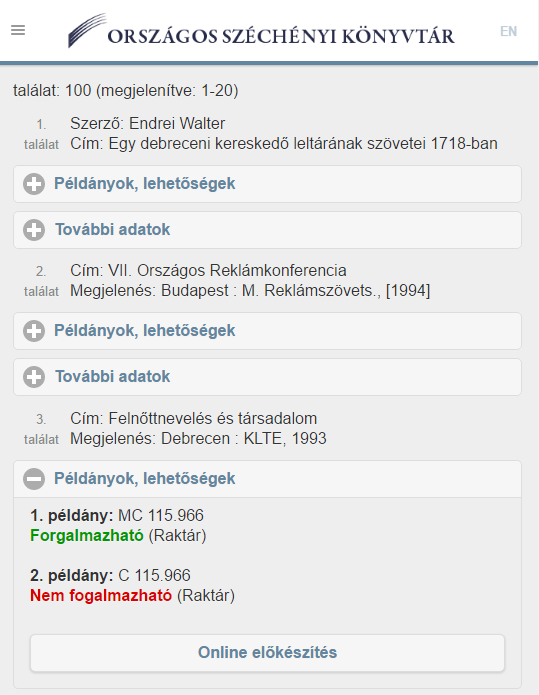 ORSZÁGOS SZÉCHÉNYI KÖNYVTÁR
EN
találat: 100 (megjelenítve: 1-20)
1. találat
Szerző: Endrei Walter
Cím: Egy debreceni kereskedő leltárának szövetei 1718-ban
Példányok, lehetőségek
További adatok
2. találat
Cím: VII. Országos Reklámkonferencia
Megjelenés: Budapest : M. Reklámszövets., [1994]
Példányok, lehetőségek
További adatok
3. találat
Cím: Felnőttnevelés és társadalom
Megjelenés: Debrecen : KLTE, 1993
Példányok, lehetőségek
1. példány: MC 115.966
Forgalmazható (Raktár)
2. példány: C 115.966
Nem fogalmazható (Raktár)
Online előkészítés